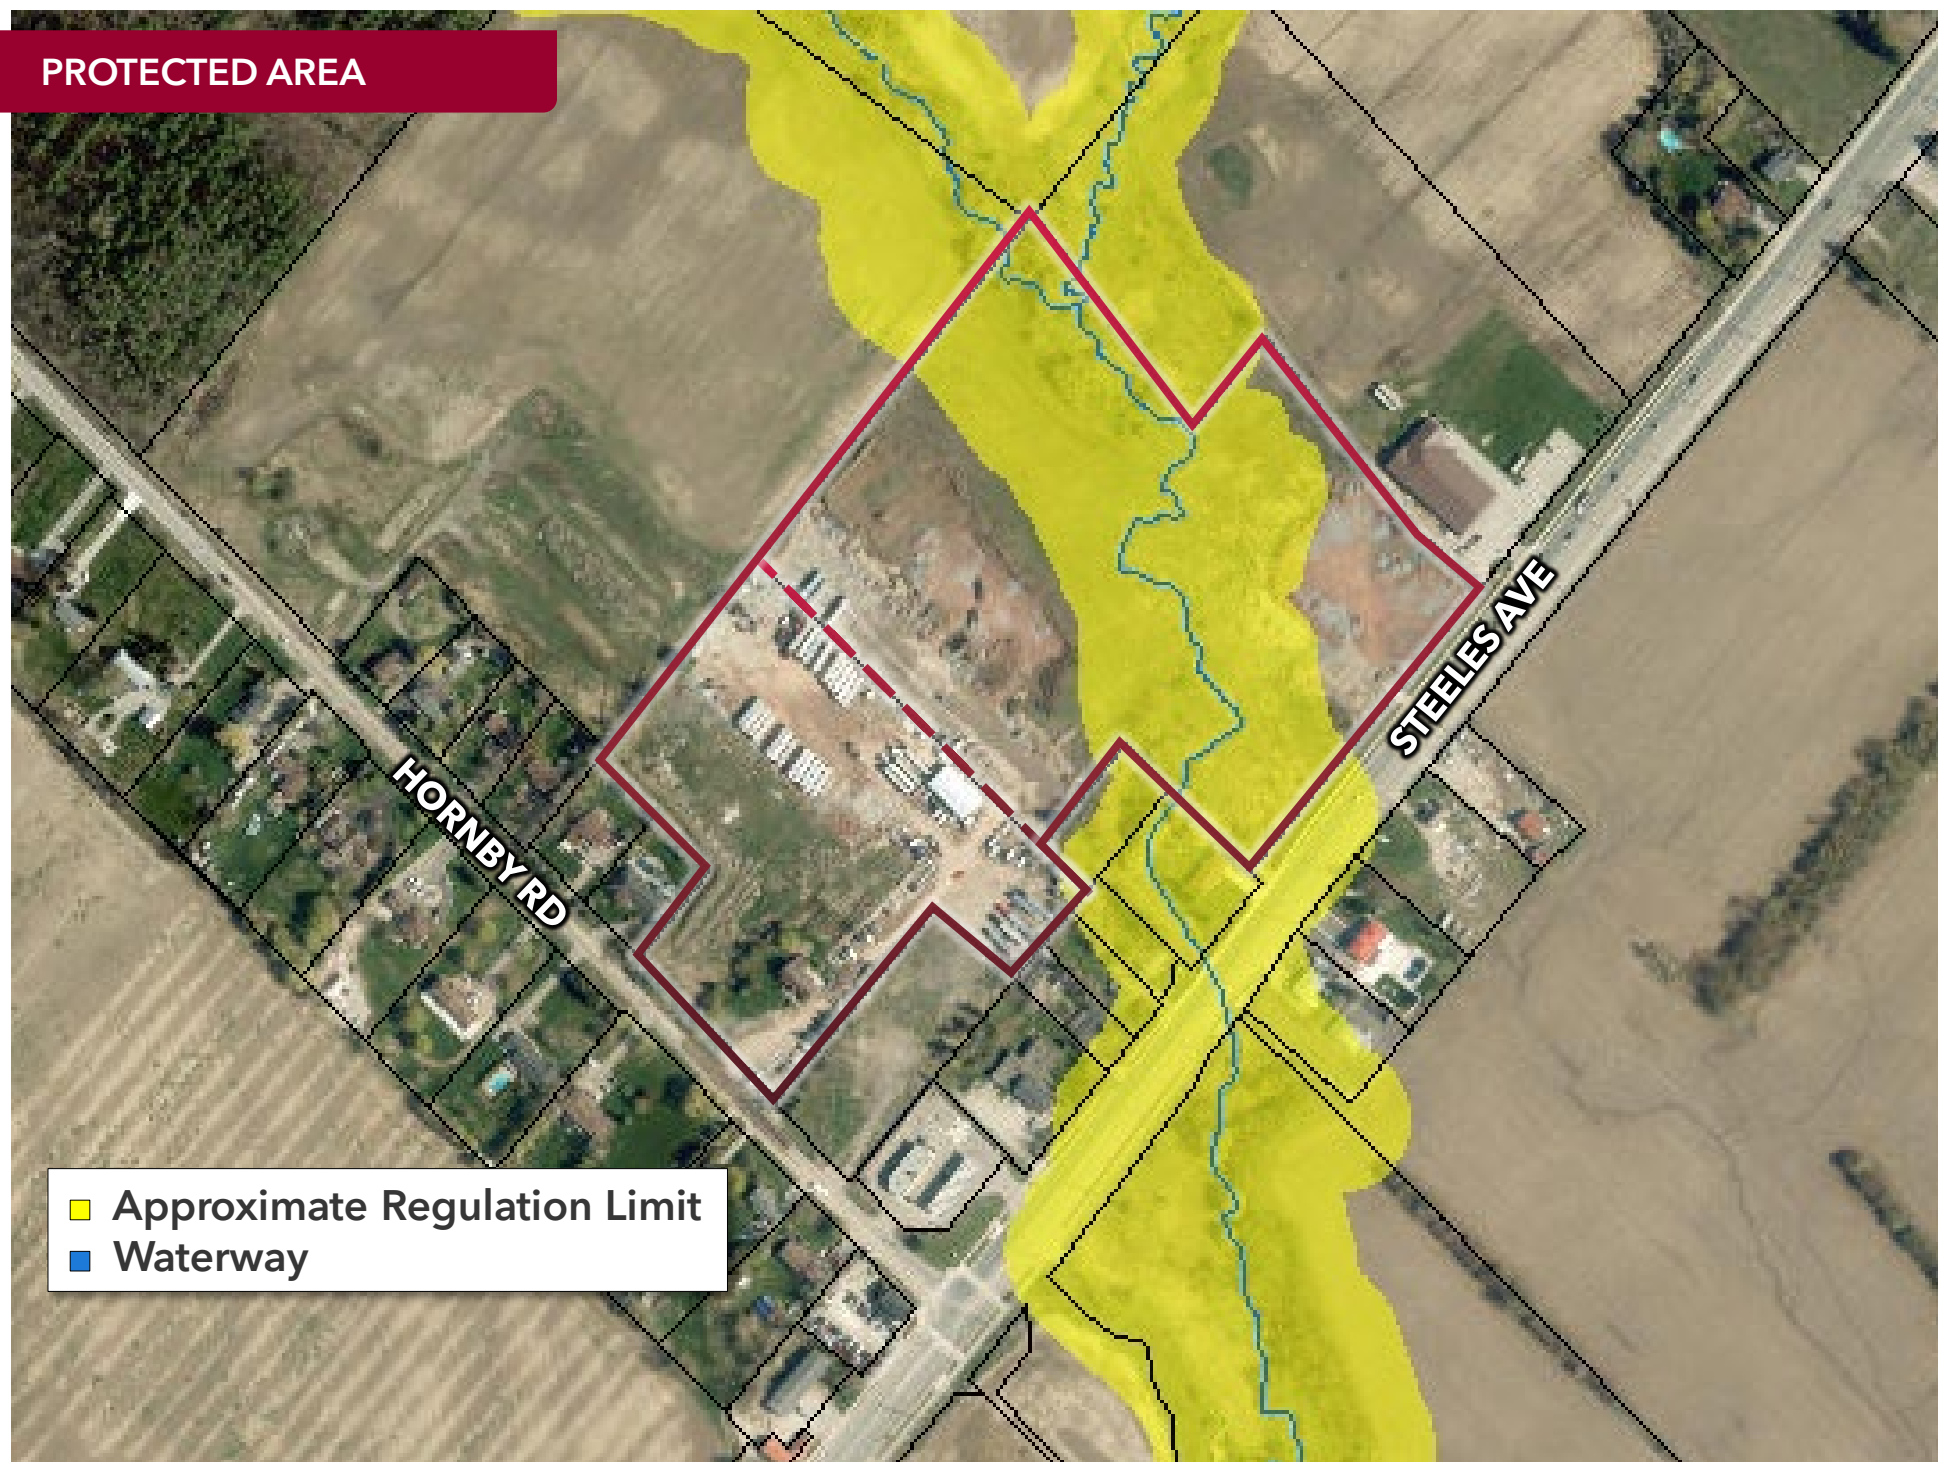 PROTECTED AREA
STEELES AVE
HORNBY RD
Approximate Regulation Limit
Waterway